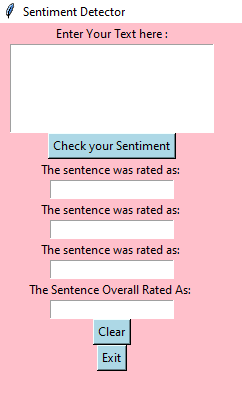 Sentiment Detector
Enter Your Text here :
Check your Sentiment
The sentence was rated as:
The sentence was rated as:
The sentence was rated as:
The Sentence Overall Rated As:
Clear
Exit